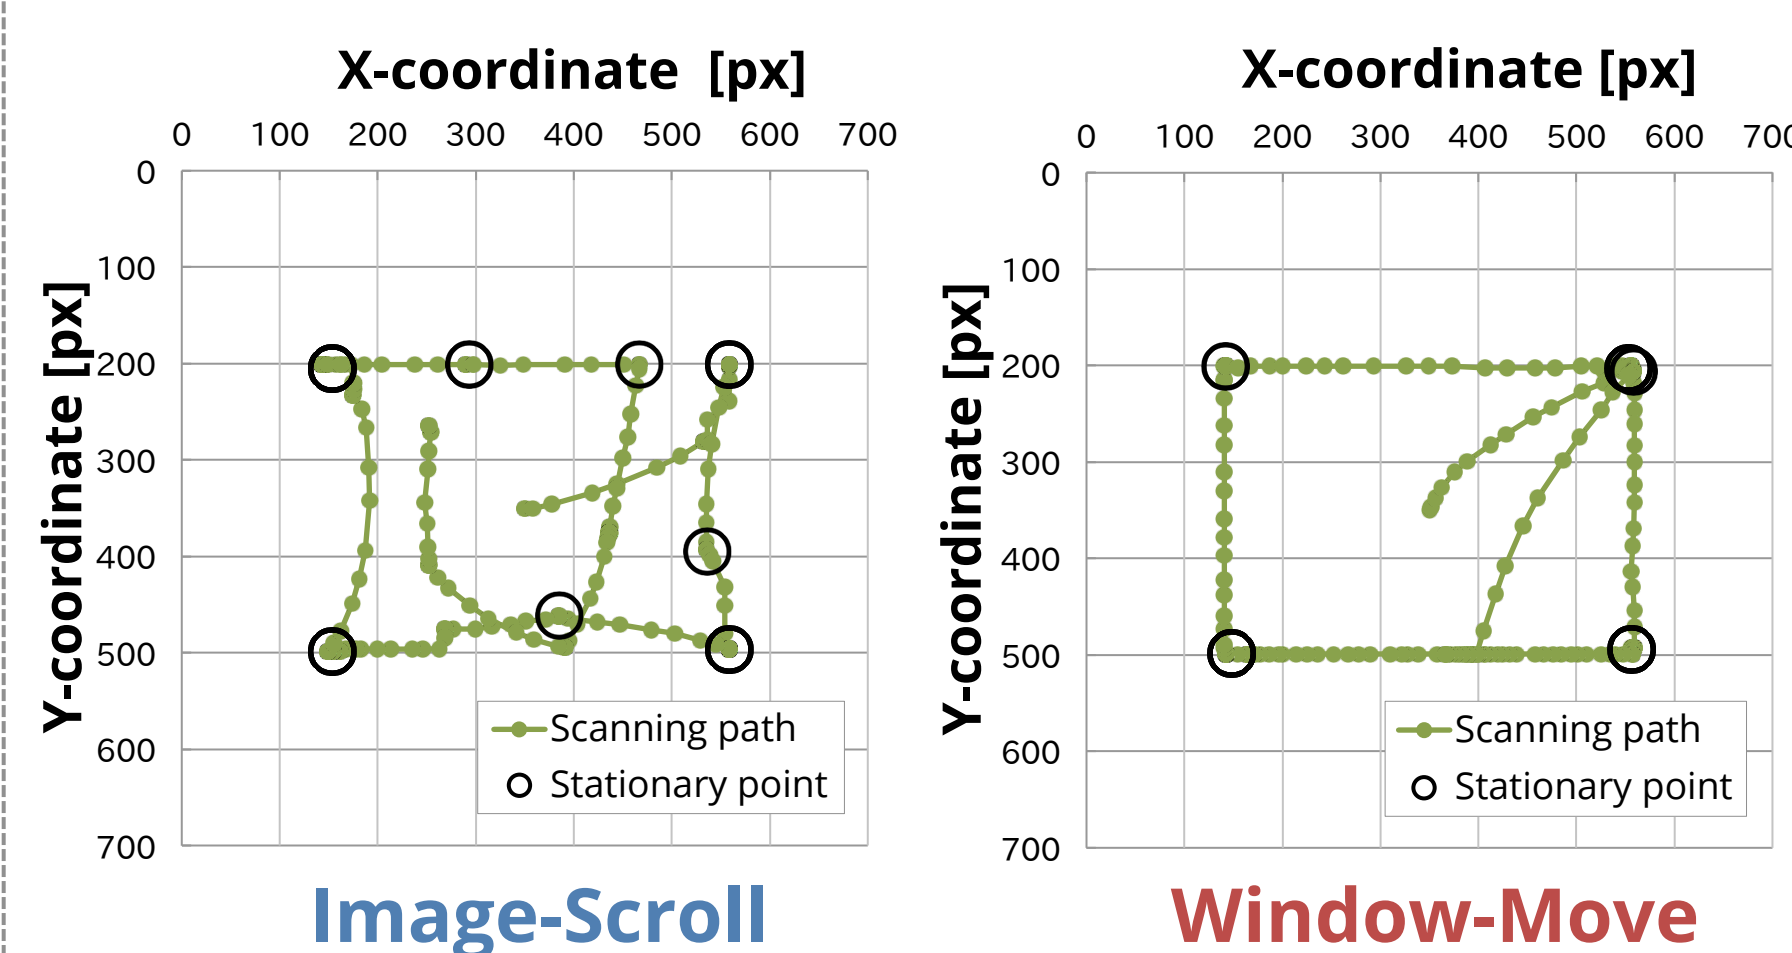 X-coordinate [px]
0 100 200 300 400 500 600 700
0
100
200
300
400
500
600
700
Y-coordinate [px]
Scanning path
Stationary point
Image-Scroll
X-coordinate [px]
0 100 200 300 400 500 600 700
0
100
200
300
400
500
600
700
Y-coordinate [px]
Scanning path
Stationary point
Window-Move